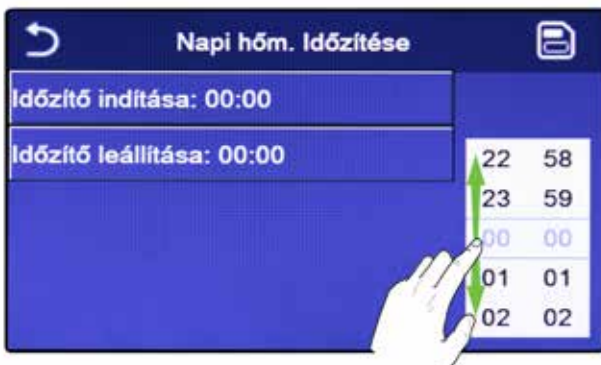 Napi hőm. Időzítése
Időzítő indítása: 00:00
Időzítő leállítása: 00:00
22 58
23 59
00 00
01 01
02 02